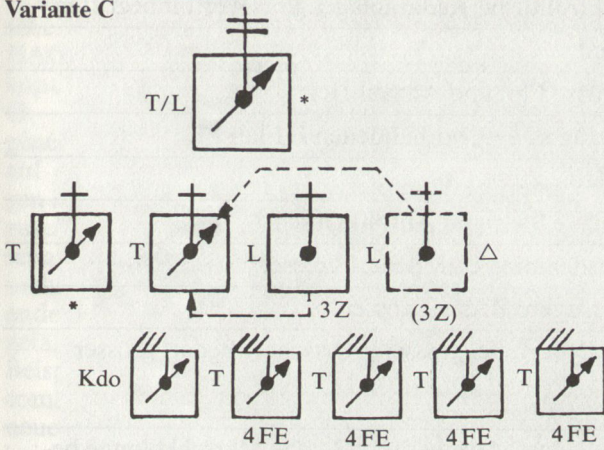 Variante C
T/L *
T T L L △
*
3Z (3Z)
Kdo T T T T
4FE 4FE 4FE 4FE